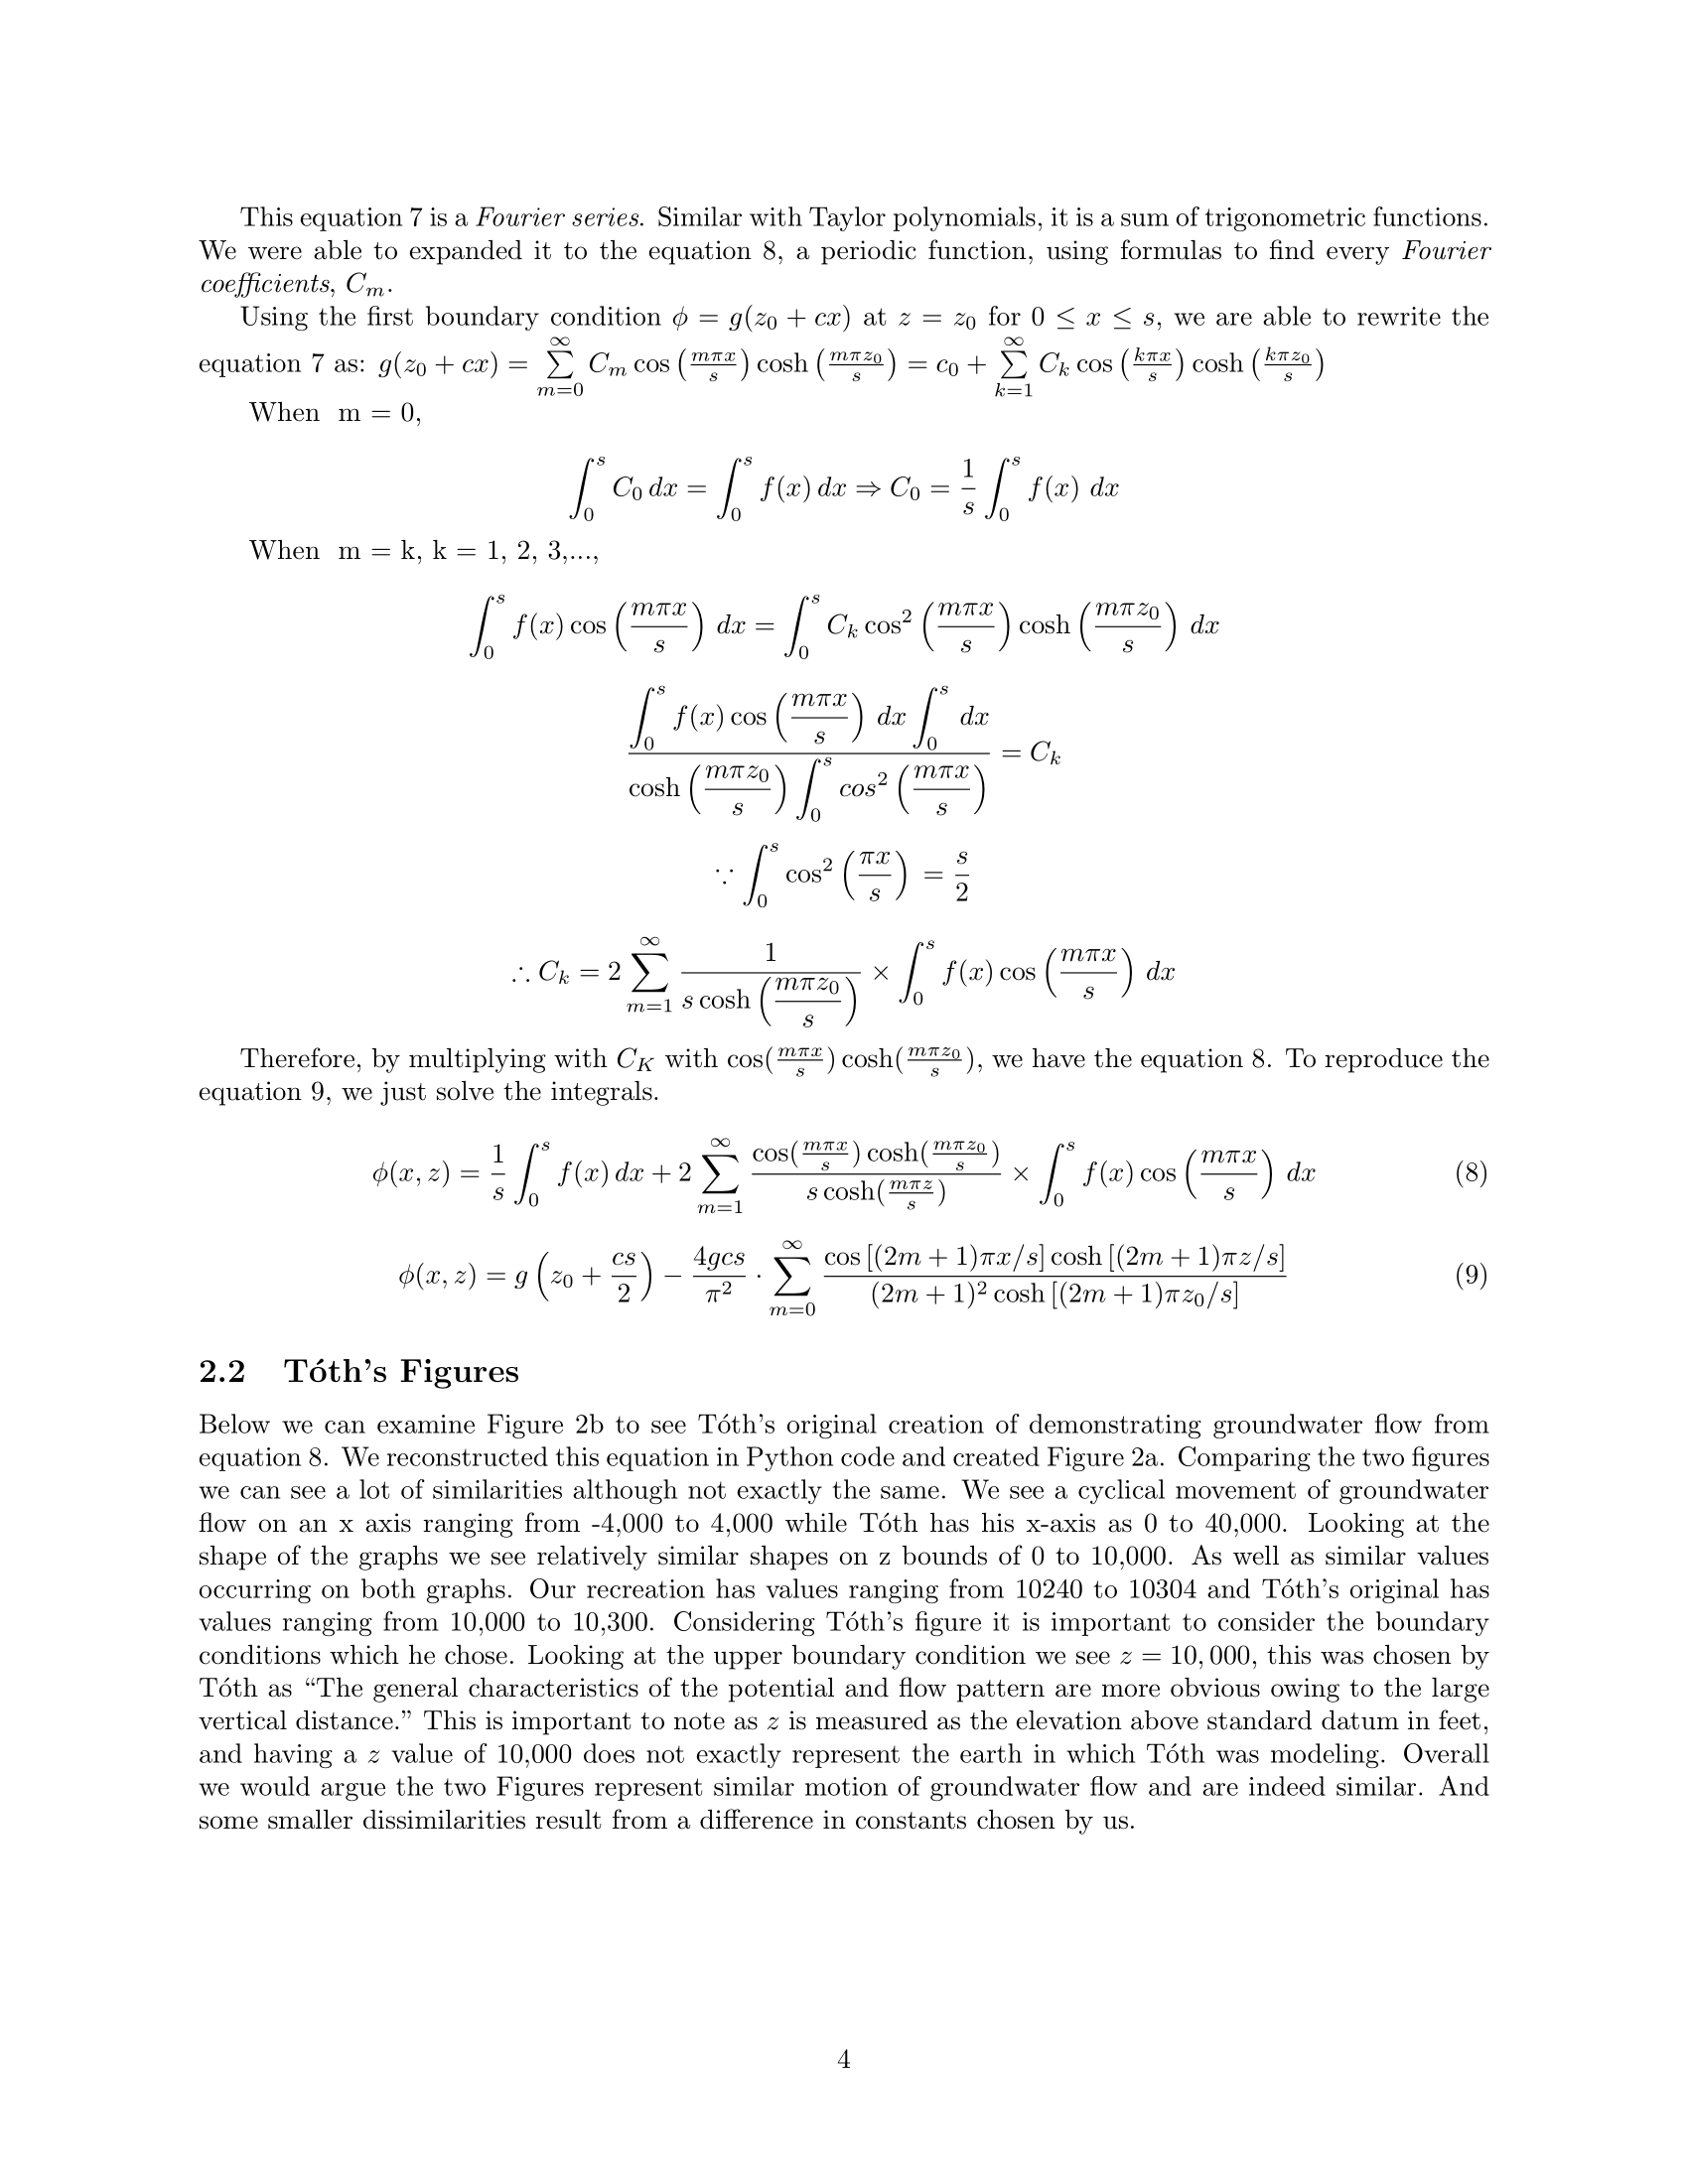 This equation 7 is a Fourier series. Similar with Taylor polynomials, it is a sum of trigonometric functions.
We were able to expanded it to the equation 8, a periodic function, using formulas to find every Fourier
coefficients, $C_m$.
Using the first boundary condition $\phi = g(z_0 + cx)$ at $z = z_0$ for $0 \leq x \leq s$, we are able to rewrite the
equation 7 as: $g(z_0 + cx) = \sum\limits_{m=0}^{\infty} C_m \cos\left(\frac{m\pi x}{s}\right) \cosh\left(\frac{m\pi z_0}{s}\right) = c_0 + \sum\limits_{k=1}^{\infty} C_k \cos\left(\frac{k\pi x}{s}\right) \cosh\left(\frac{k\pi z_0}{s}\right)$
When m = 0,
$\int_0^s C_0 \, dx = \int_0^s f(x) \, dx \Rightarrow C_0 = \frac{1}{s} \int_0^s f(x) \, dx$
When m = k, k = 1, 2, 3,...,
$\int_0^s f(x) \cos\left(\frac{m\pi x}{s}\right) dx = \int_0^s C_k \cos^2\left(\frac{m\pi x}{s}\right) \cosh\left(\frac{m\pi z_0}{s}\right) dx$
$\frac{\int_0^s f(x) \cos\left(\frac{m\pi x}{s}\right) dx \int_0^s dx}{\cosh\left(\frac{m\pi z_0}{s}\right) \int_0^s cos^2\left(\frac{m\pi x}{s}\right)} = C_k$
$\because \int_0^s \cos^2\left(\frac{\pi x}{s}\right) = \frac{s}{2}$
$\therefore C_k = 2 \sum_{m=1}^{\infty} \frac{1}{s \cosh\left(\frac{m\pi z_0}{s}\right)} \times \int_0^s f(x) \cos\left(\frac{m\pi x}{s}\right) dx$
Therefore, by multiplying with $C_K$ with $\cos(\frac{m\pi x}{s}) \cosh(\frac{m\pi z_0}{s})$, we have the equation 8. To reproduce the
equation 9, we just solve the integrals.
$\phi(x, z) = \frac{1}{s} \int_0^s f(x) \, dx + 2 \sum_{m=1}^{\infty} \frac{\cos(\frac{m\pi x}{s}) \cosh(\frac{m\pi z_0}{s})}{s \cosh(\frac{m\pi z}{s})} \times \int_0^s f(x) \cos\left(\frac{m\pi x}{s}\right) dx$ (8)
$\phi(x, z) = g\left(z_0 + \frac{cs}{2}\right) - \frac{4gcs}{\pi^2} \cdot \sum_{m=0}^{\infty} \frac{\cos[(2m+1)\pi x/s] \cosh[(2m+1)\pi z/s]}{(2m+1)^2 \cosh[(2m+1)\pi z_0/s]}$ (9)
2.2 Tóth's Figures
Below we can examine Figure 2b to see Tóth's original creation of demonstrating groundwater flow from
equation 8. We reconstructed this equation in Python code and created Figure 2a. Comparing the two figures
we can see a lot of similarities although not exactly the same. We see a cyclical movement of groundwater
flow on an x axis ranging from -4,000 to 4,000 while Tóth has his x-axis as 0 to 40,000. Looking at the
shape of the graphs we see relatively similar shapes on z bounds of 0 to 10,000. As well as similar values
occurring on both graphs. Our recreation has values ranging from 10240 to 10304 and Tóth's original has
values ranging from 10,000 to 10,300. Considering Tóth's figure it is important to consider the boundary
conditions which he chose. Looking at the upper boundary condition we see $z = 10,000$, this was chosen by
Tóth as “The general characteristics of the potential and flow pattern are more obvious owing to the large
vertical distance.” This is important to note as $z$ is measured as the elevation above standard datum in feet,
and having a $z$ value of 10,000 does not exactly represent the earth in which Tóth was modeling. Overall
we would argue the two Figures represent similar motion of groundwater flow and are indeed similar. And
some smaller dissimilarities result from a difference in constants chosen by us.
4